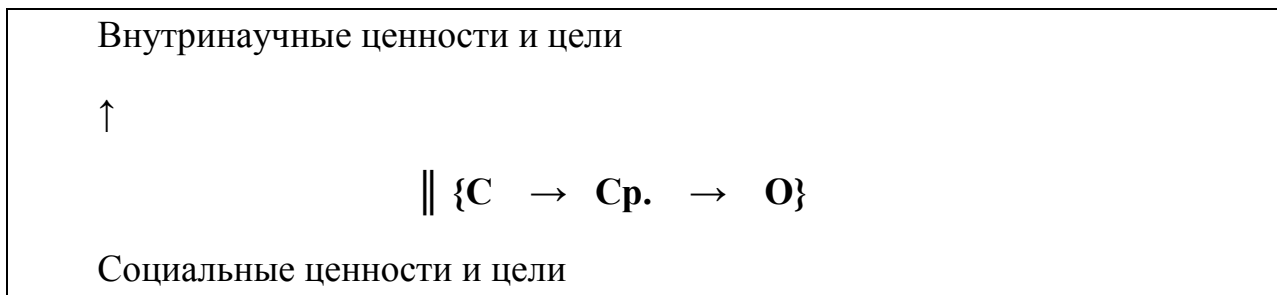 Внутринаучные ценности и цели
↑
‖ {С → Ср. → О}
Социальные ценности и цели